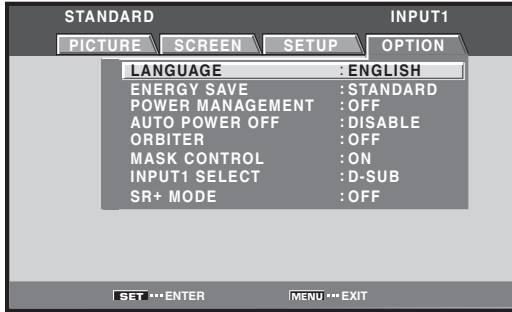 STANDARD INPUT1
PICTURE SCREEN SETUP OPTION
LANGUAGE : ENGLISH
ENERGY SAVE : STANDARD
POWER MANAGEMENT : OFF
AUTO POWER OFF : DISABLE
ORBITER : OFF
MASK CONTROL : ON
INPUT1 SELECT : D-SUB
SR+ MODE : OFF
SET ··· ENTER MENU ··· EXIT